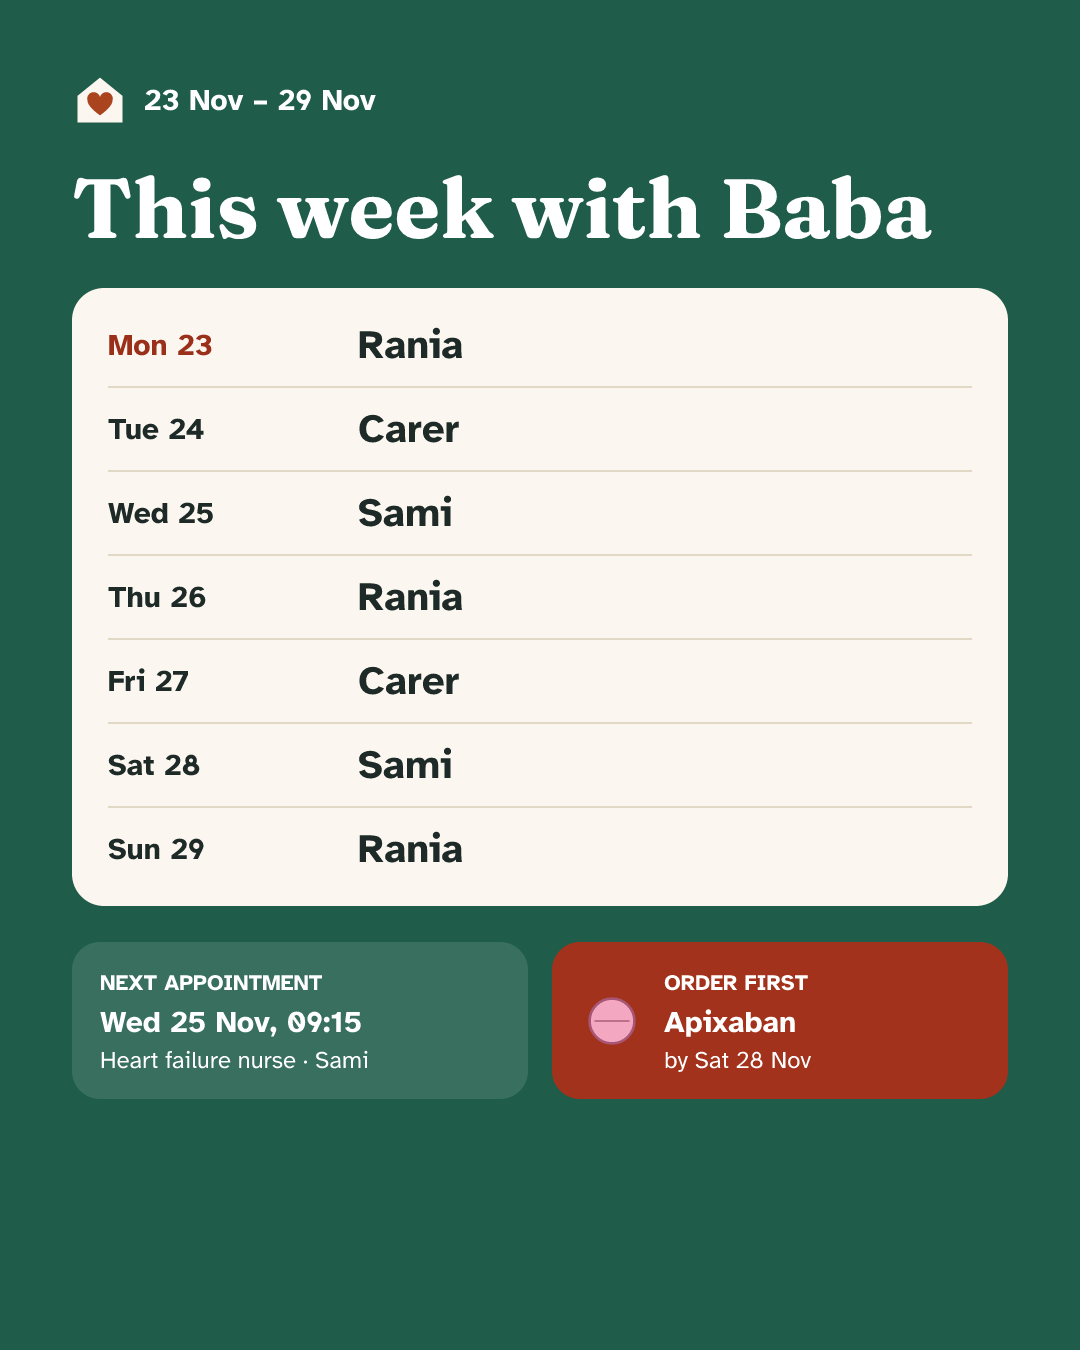 23 Nov – 29 Nov
This week with Baba
Mon 23 Rania
Tue 24 Carer
Wed 25 Sami
Thu 26 Rania
Fri 27 Carer
Sat 28 Sami
Sun 29 Rania
NEXT APPOINTMENT
Wed 25 Nov, 09:15
Heart failure nurse · Sami
ORDER FIRST
Apixaban
by Sat 28 Nov